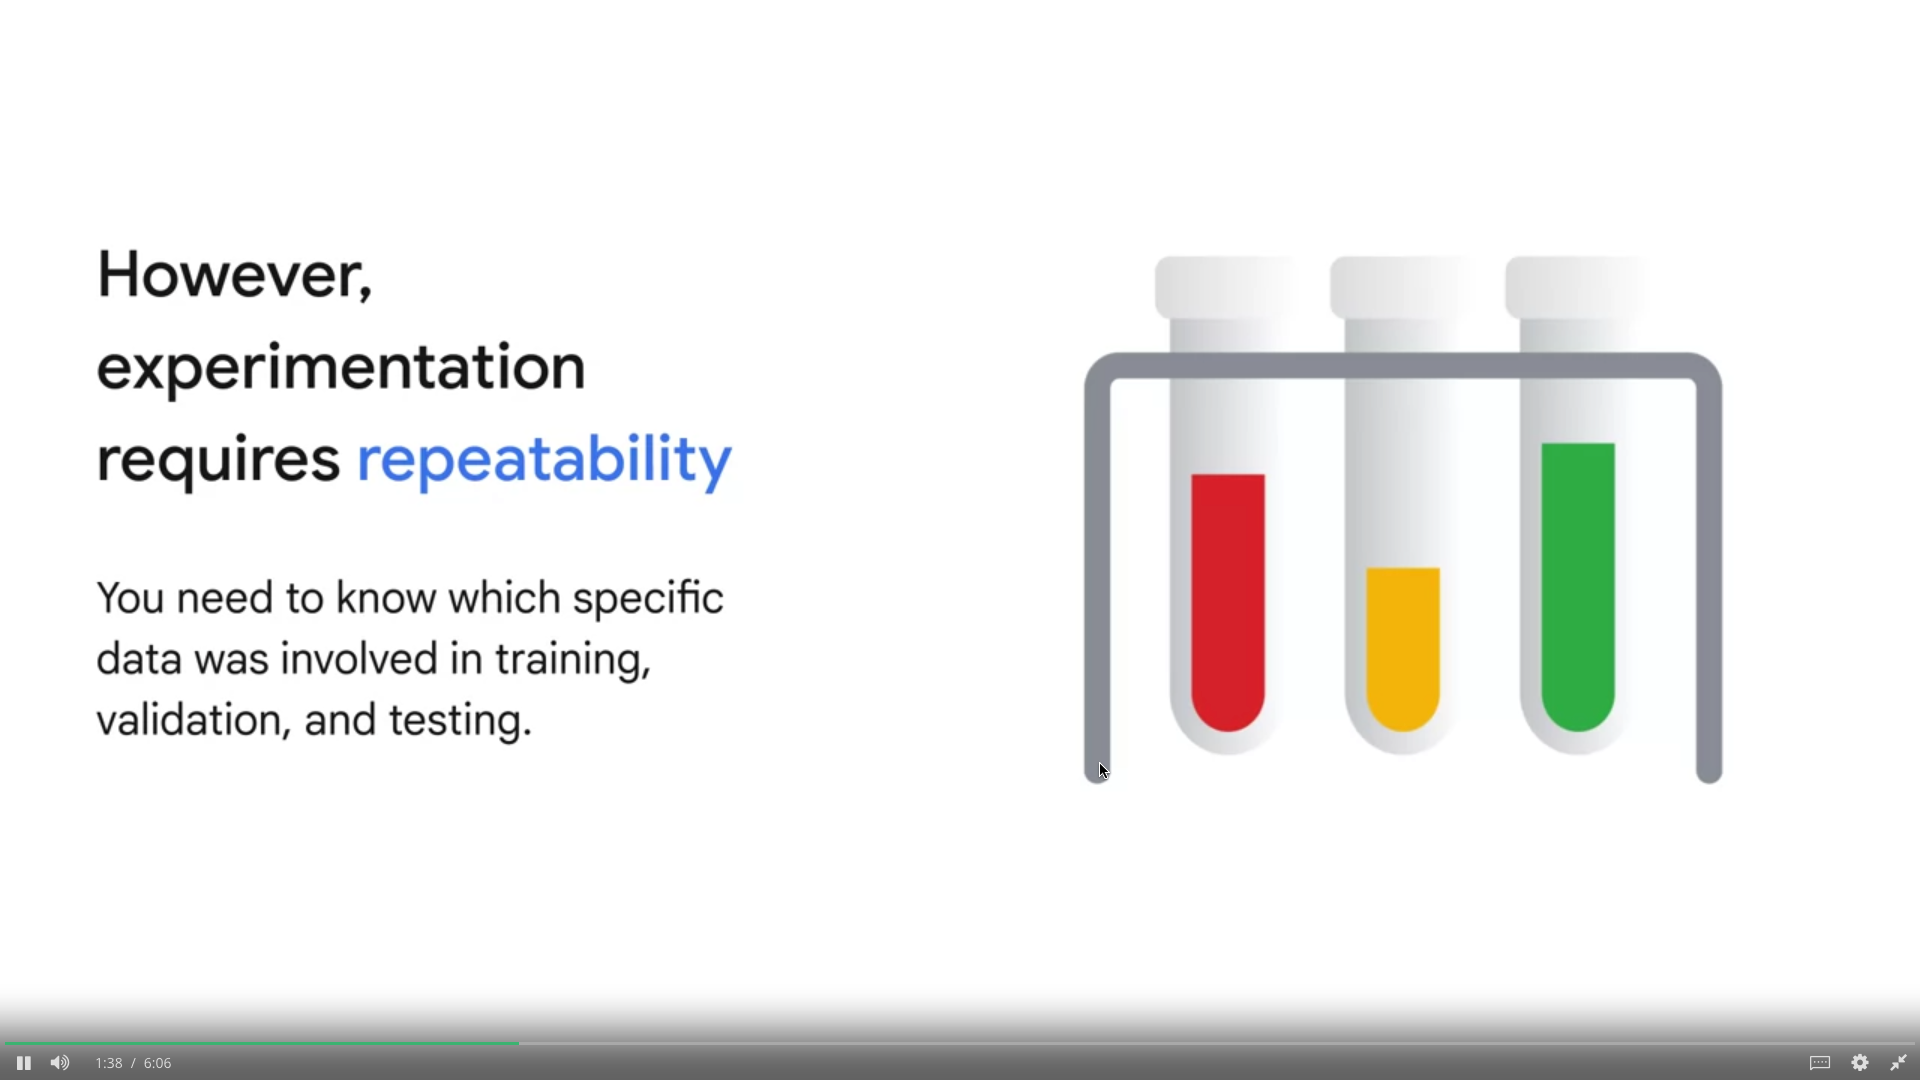 However,
experimentation
requires repeatability
You need to know which specific
data was involved in training,
validation, and testing.
1:38 / 6:06